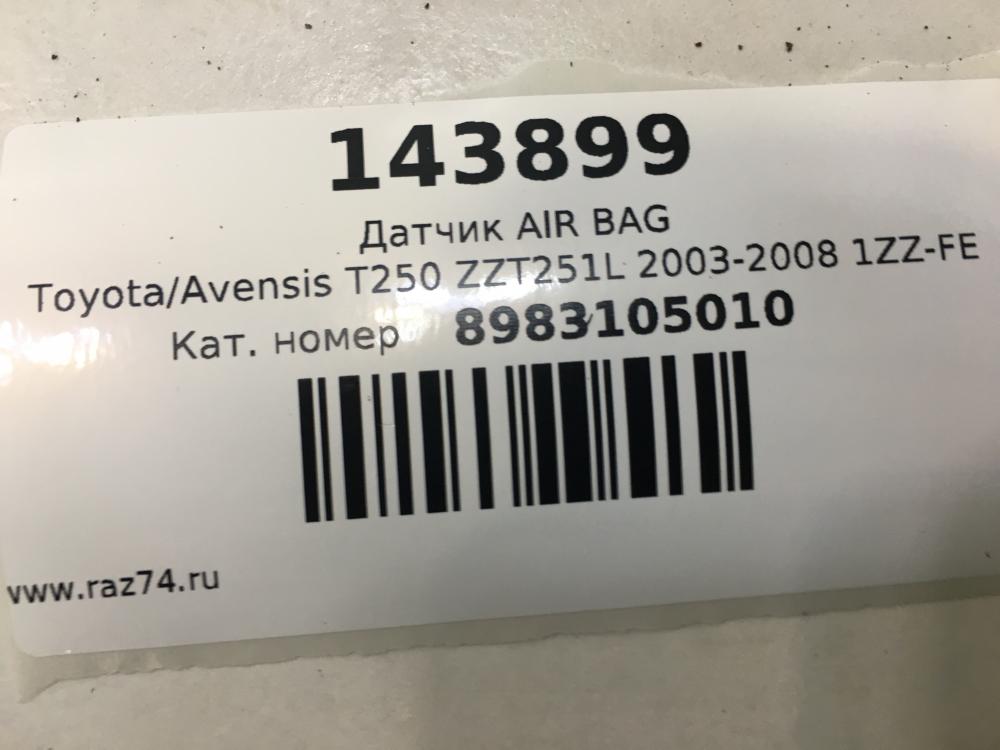 143899
Датчик AIR BAG
Toyota/Avensis T250 ZZT251L 2003-2008 1ZZ-FE
Кат. номер 8983105010
www.raz74.ru